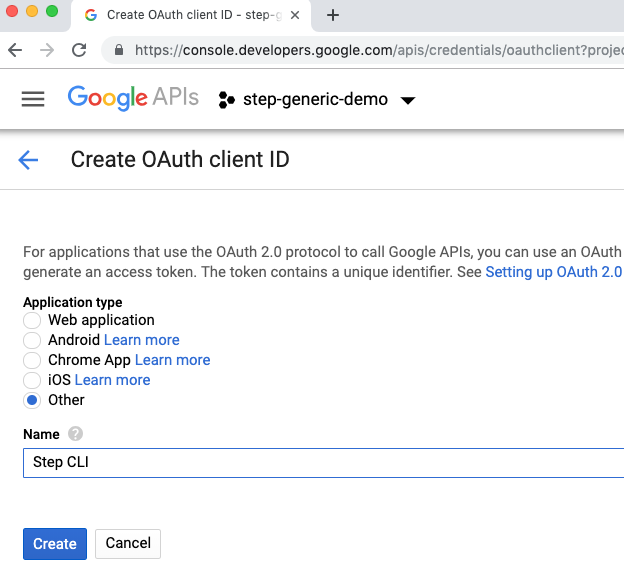 Create OAuth client ID - step-g
https://console.developers.google.com/apis/credentials/oauthclient?projec
Google APIs step-generic-demo
Create OAuth client ID
For applications that use the OAuth 2.0 protocol to call Google APIs, you can use an OAuth
generate an access token. The token contains a unique identifier. See Setting up OAuth 2.0
Application type
Web application
Android Learn more
Chrome App Learn more
iOS Learn more
Other
Name ?
Step CLI
Create Cancel